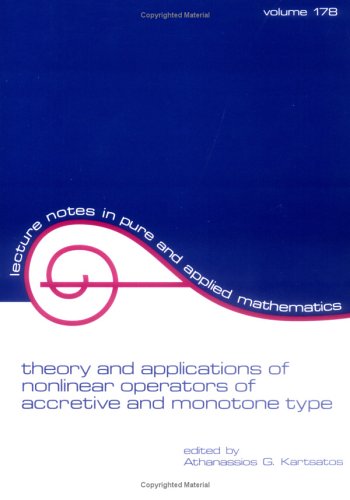 Copyrighted Material
volume 178
lecture notes in pure and applied mathematics
theory and applications of
nonlinear operators of
accretive and monotone type
edited by
Athanassios G. Kartsatos
Copyrighted Material